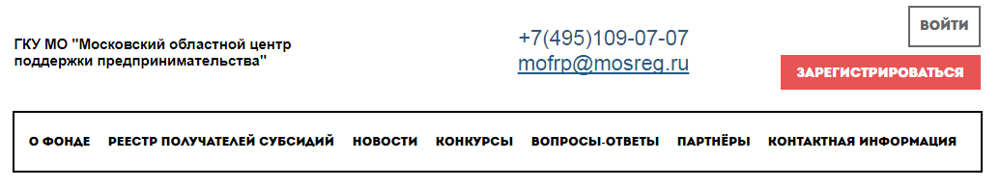 ГКУ МО "Московский областной центр
поддержки предпринимательства"
+7(495)109-07-07
mofrp@mosreg.ru
ВОЙТИ
ЗАРЕГИСТРИРОВАТЬСЯ
О ФОНДЕ РЕЕСТР ПОЛУЧАТЕЛЕЙ СУБСИДИЙ НОВОСТИ КОНКУРСЫ ВОПРОСЫ-ОТВЕТЫ ПАРТНЁРЫ КОНТАКТНАЯ ИНФОРМАЦИЯ